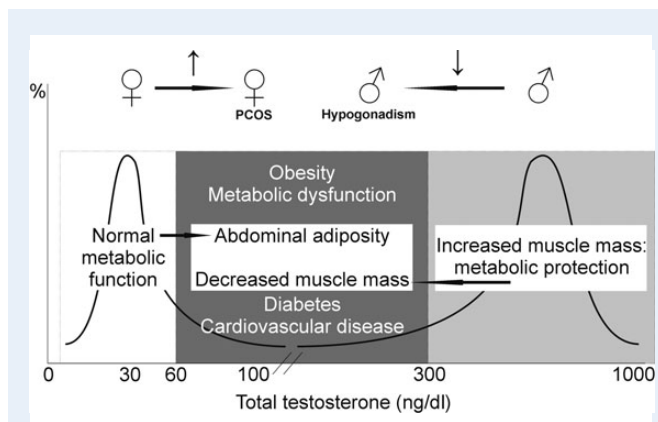 %
PCOS
Hypogonadism
Obesity
Metabolic dysfunction
Normal
metabolic
function
Abdominal adiposity
Decreased muscle mass
Increased muscle mass:
metabolic protection
Diabetes
Cardiovascular disease
0 30 60 100 300 1000
Total testosterone (ng/dl)